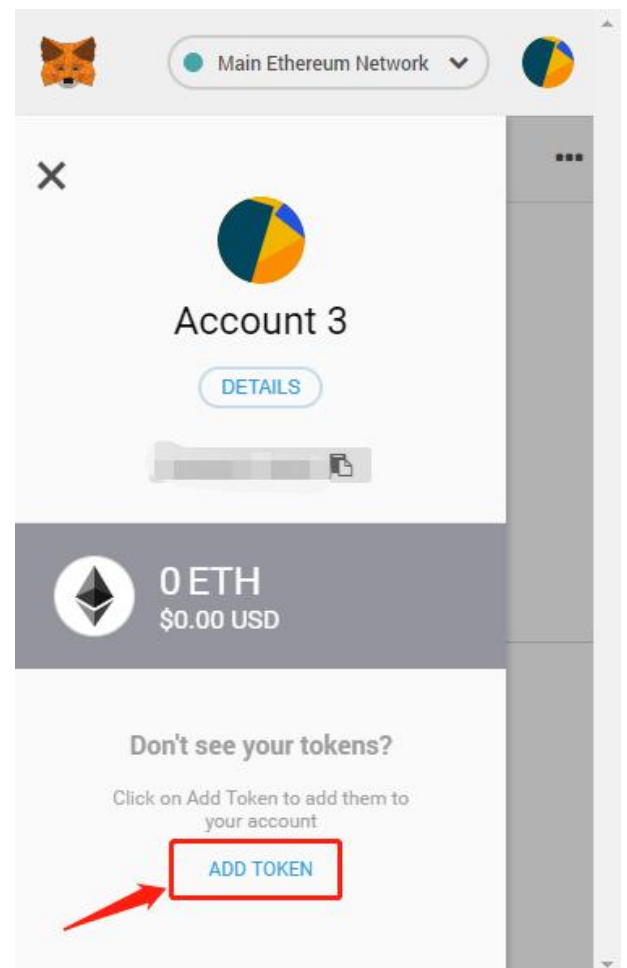 Main Ethereum Network
Account 3
DETAILS
0 ETH
$0.00 USD
Don't see your tokens?
Click on Add Token to add them to
your account
ADD TOKEN